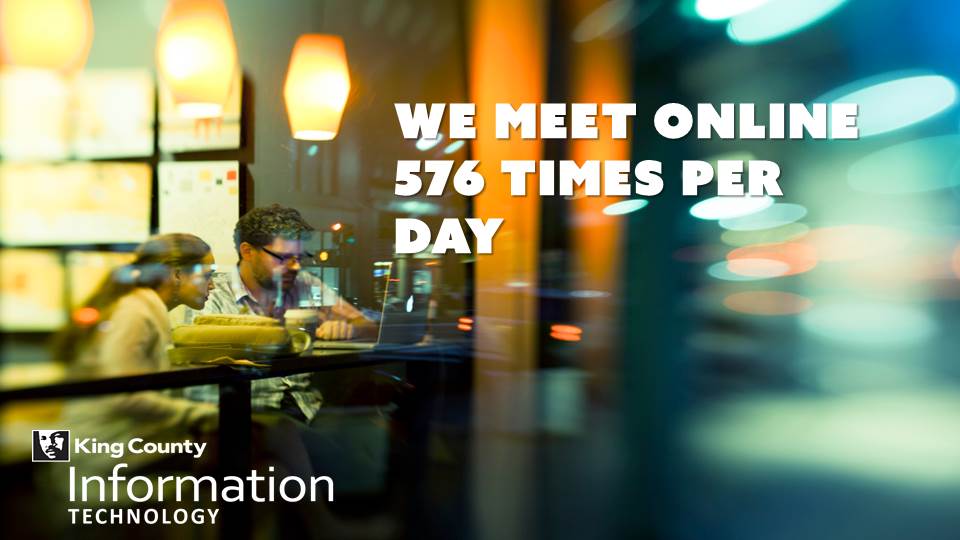 WE MEET ONLINE
576 TIMES PER
DAY
King County
Information
TECHNOLOGY